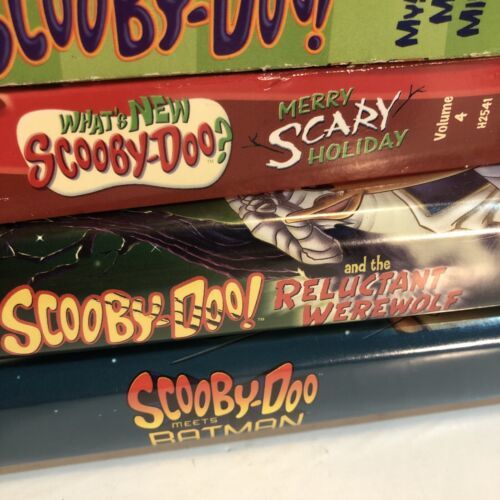 SCOOBY-DOO!
WHAT'S NEW
SCOOBY-DOO?
MERRY
SCARY
HOLIDAY
Volume
4
H2541
SCOOBY-DOO!
and the
RELUCTANT
WEREWOLF
SCOOBY-DOO
MEETS
BATMAN